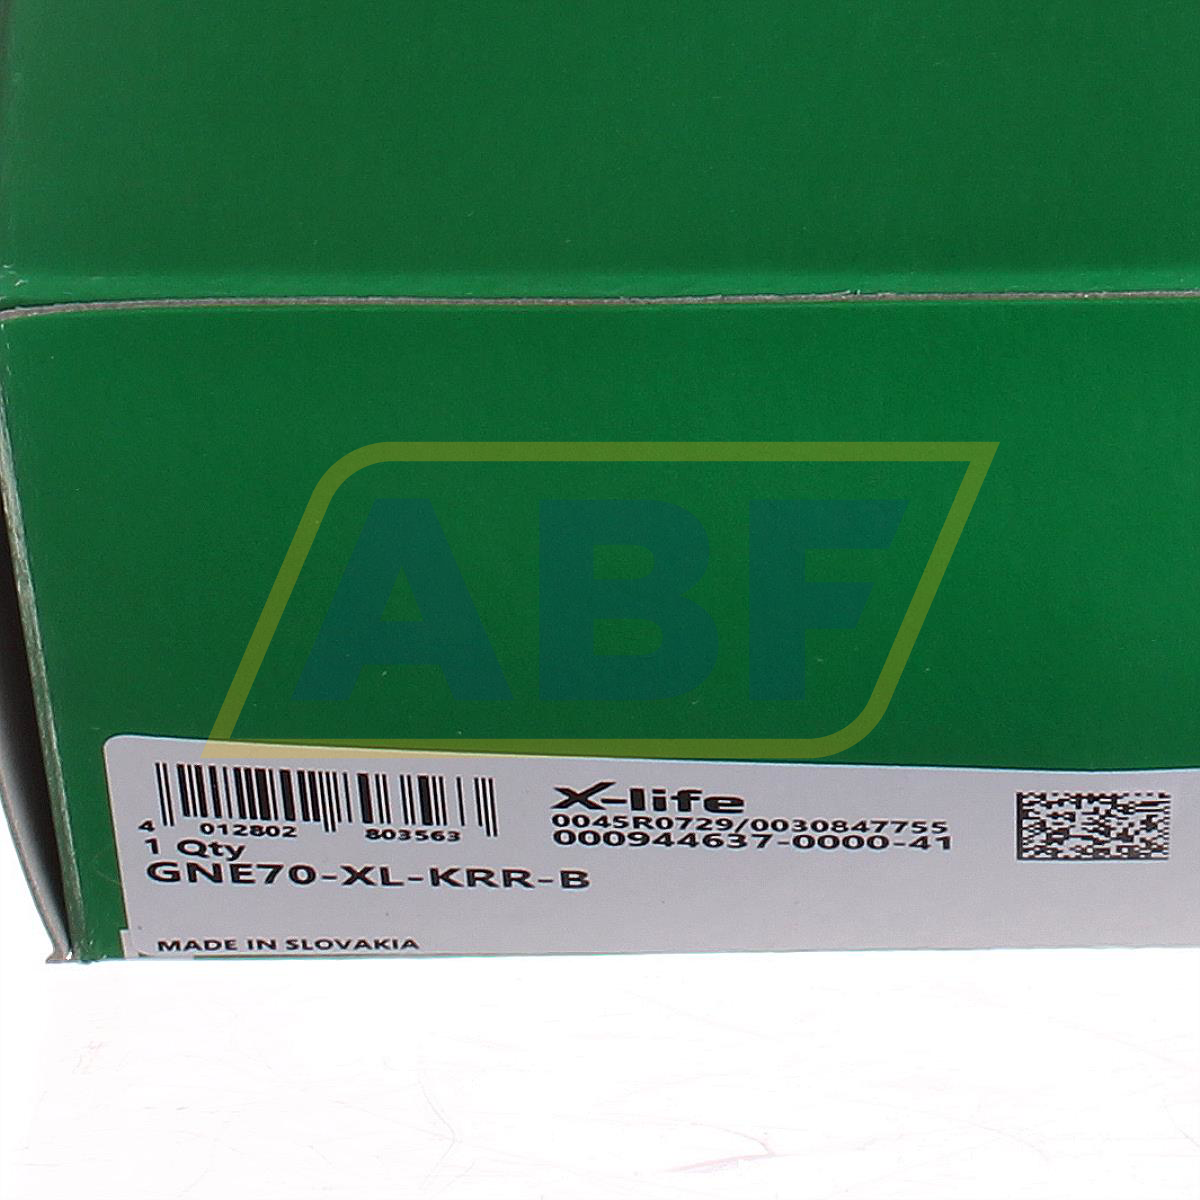 ABF
4 012802 803563
1 Qty
GNE70-XL-KRR-B
MADE IN SLOVAKIA
X-life
0045R0729/0030847755
000944637-0000-41